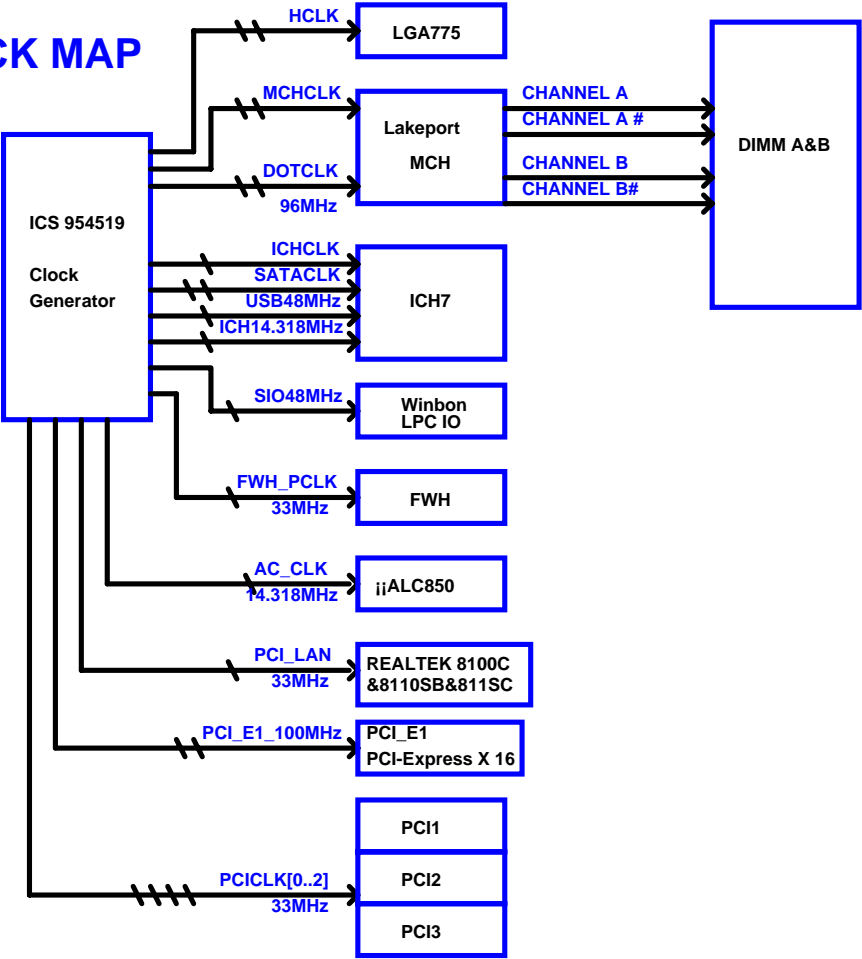 CK MAP
HCLK
LGA775
MCHCLK
Lakeport
MCH
DOTCLK
96MHz
CHANNEL A
CHANNEL A #
CHANNEL B
CHANNEL B#
DIMM A&B
ICS 954519
Clock
Generator
ICHCLK
SATACLK
USB48MHz
ICH14.318MHz
ICH7
SIO48MHz
Winbon
LPC IO
FWH_PCLK
33MHz
FWH
AC_CLK
14.318MHz
¡¡ALC850
PCI_LAN
33MHz
REALTEK 8100C
&8110SB&811SC
PCI_E1_100MHz
PCI_E1
PCI-Express X 16
PCI1
PCICLK[0..2]
33MHz
PCI2
PCI3